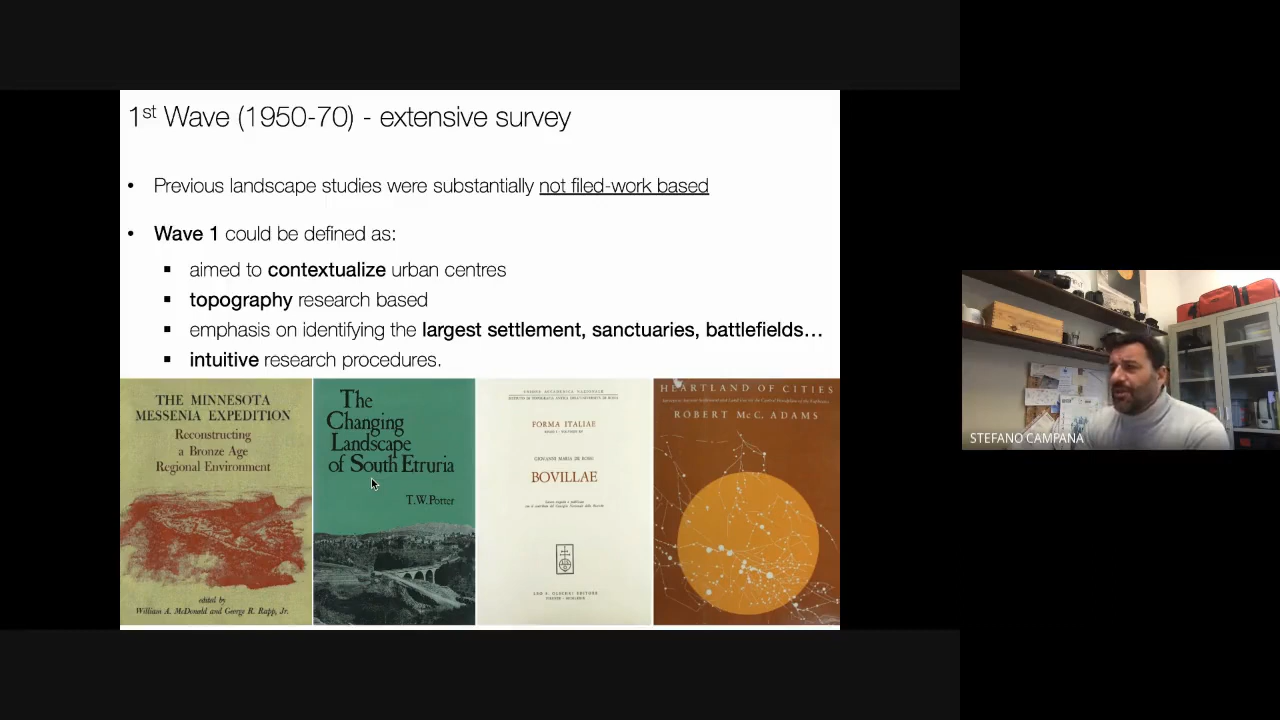 1st Wave (1950-70) - extensive survey
• Previous landscape studies were substantially not filed-work based
• Wave 1 could be defined as:
▪ aimed to contextualize urban centres
▪ topography research based
▪ emphasis on identifying the largest settlement, sanctuaries, battlefields...
▪ intuitive research procedures.
THE MINNESOTA
MESSENIA EXPEDITION
Reconstructing
a Bronze Age
Regional Environment
edited by
William A. McDonald and George R. Rapp, Jr.
The
Changing
Landscape
of South Etruria
T.W. Potter
FORMA ITALIAE
BOVILLAE
HEARTLAND OF CITIES
ROBERT McC. ADAMS
STEFANO CAMPANA